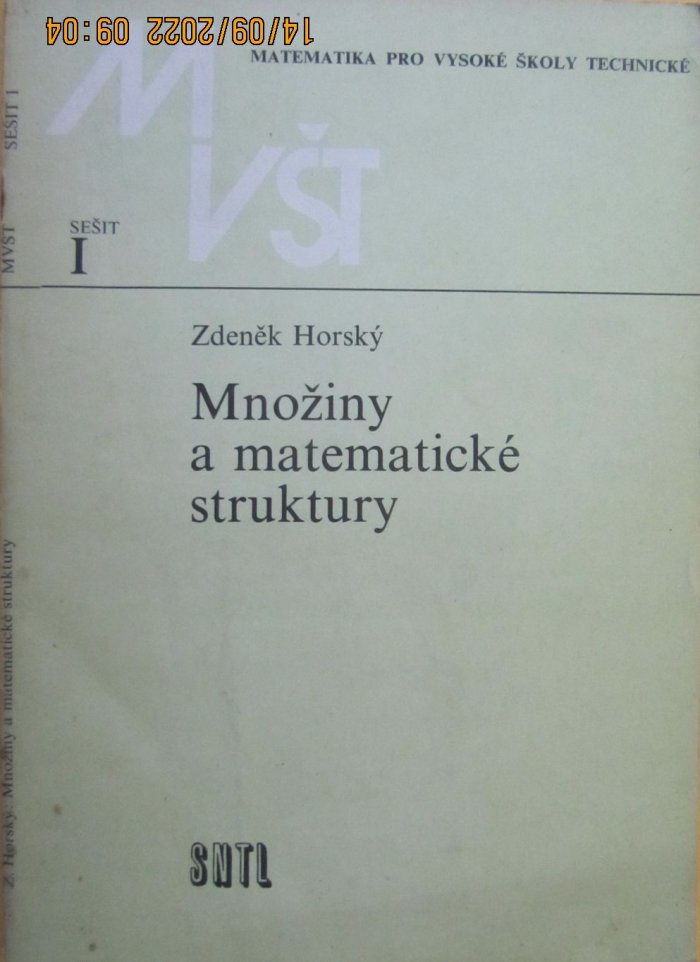 14/09/2022 09:04
MATEMATIKA PRO VYSOKÉ ŠKOLY TECHNICKÉ
MVŠT
SEŠIT
I
Zdeněk Horský
Množiny
a matematické
struktury
SNTL
Z. Horský: Množiny a matematické struktury MVŠT SEŠIT 1